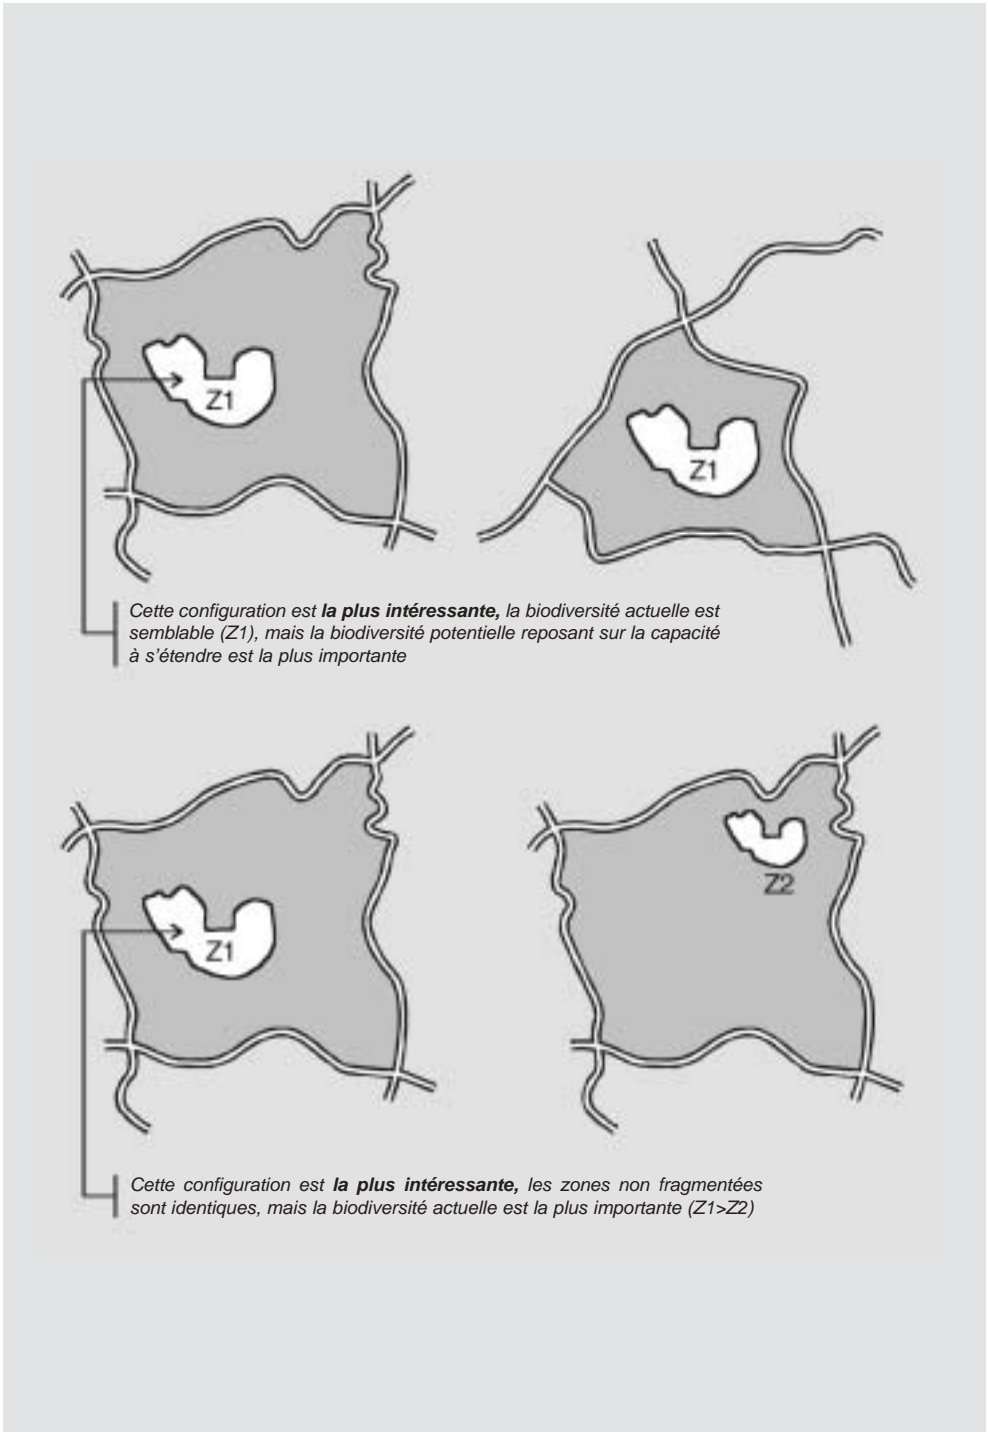 Z1
Z1
Cette configuration est la plus intéressante, la biodiversité actuelle est
semblable (Z1), mais la biodiversité potentielle reposant sur la capacité
à s'étendre est la plus importante
Z1
Z2
Cette configuration est la plus intéressante, les zones non fragmentées
sont identiques, mais la biodiversité actuelle est la plus importante (Z1>Z2)